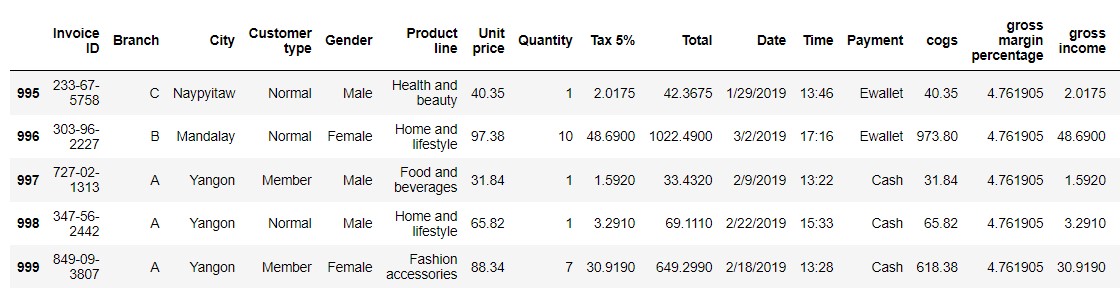 Invoice ID Branch City Customer type Gender Product line Unit price Quantity Tax 5% Total Date Time Payment cogs gross margin percentage gross income
995 233-67-5758 C Naypyitaw Normal Male Health and beauty 40.35 1 2.0175 42.3675 1/29/2019 13:46 Ewallet 40.35 4.761905 2.0175
996 303-96-2227 B Mandalay Normal Female Home and lifestyle 97.38 10 48.6900 1022.4900 3/2/2019 17:16 Ewallet 973.80 4.761905 48.6900
997 727-02-1313 A Yangon Member Male Food and beverages 31.84 1 1.5920 33.4320 2/9/2019 13:22 Cash 31.84 4.761905 1.5920
998 347-56-2442 A Yangon Normal Male Home and lifestyle 65.82 1 3.2910 69.1110 2/22/2019 15:33 Cash 65.82 4.761905 3.2910
999 849-09-3807 A Yangon Member Female Fashion accessories 88.34 7 30.9190 649.2990 2/18/2019 13:28 Cash 618.38 4.761905 30.9190